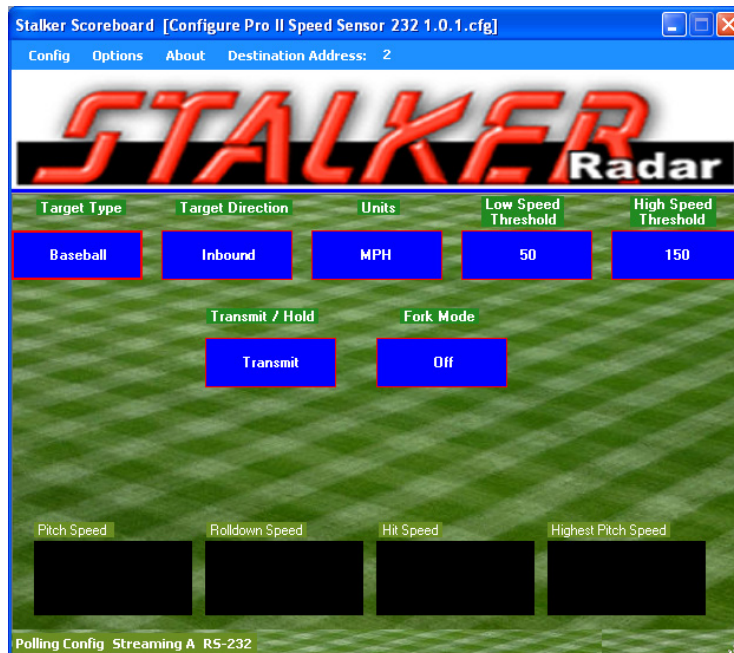 Stalker Scoreboard [Configure Pro II Speed Sensor 232 1.0.1.cfg]
Config Options About Destination Address: 2
STALKER
Radar
Target Type Target Direction Units Low Speed Threshold High Speed Threshold
Baseball Inbound MPH 50 150
Transmit / Hold Fork Mode
Transmit Off
Pitch Speed Rolldown Speed Hit Speed Highest Pitch Speed
Polling Config Streaming A RS-232